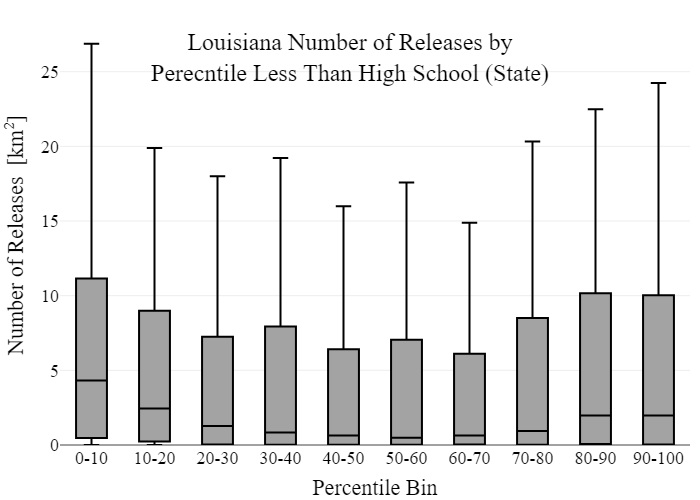 Louisiana Number of Releases by
Perecntile Less Than High School (State)
Number of Releases [km²]
25
20
15
10
5
0
0-10 10-20 20-30 30-40 40-50 50-60 60-70 70-80 80-90 90-100
Percentile Bin